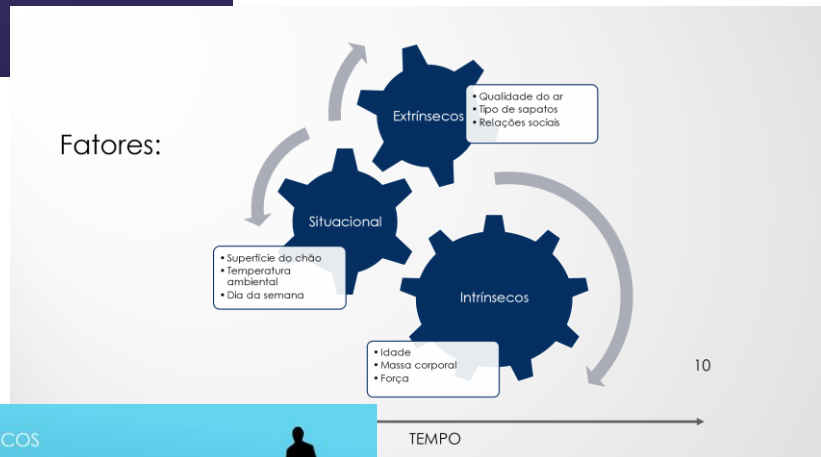 Fatores:
Extrínsecos
• Qualidade do ar
• Tipo de sapatos
• Relações sociais
Situacional
• Superfície do chão
• Temperatura
ambiental
• Dia da semana
Intrínsecos
• Idade
• Massa corporal
• Força
10
TEMPO
COS